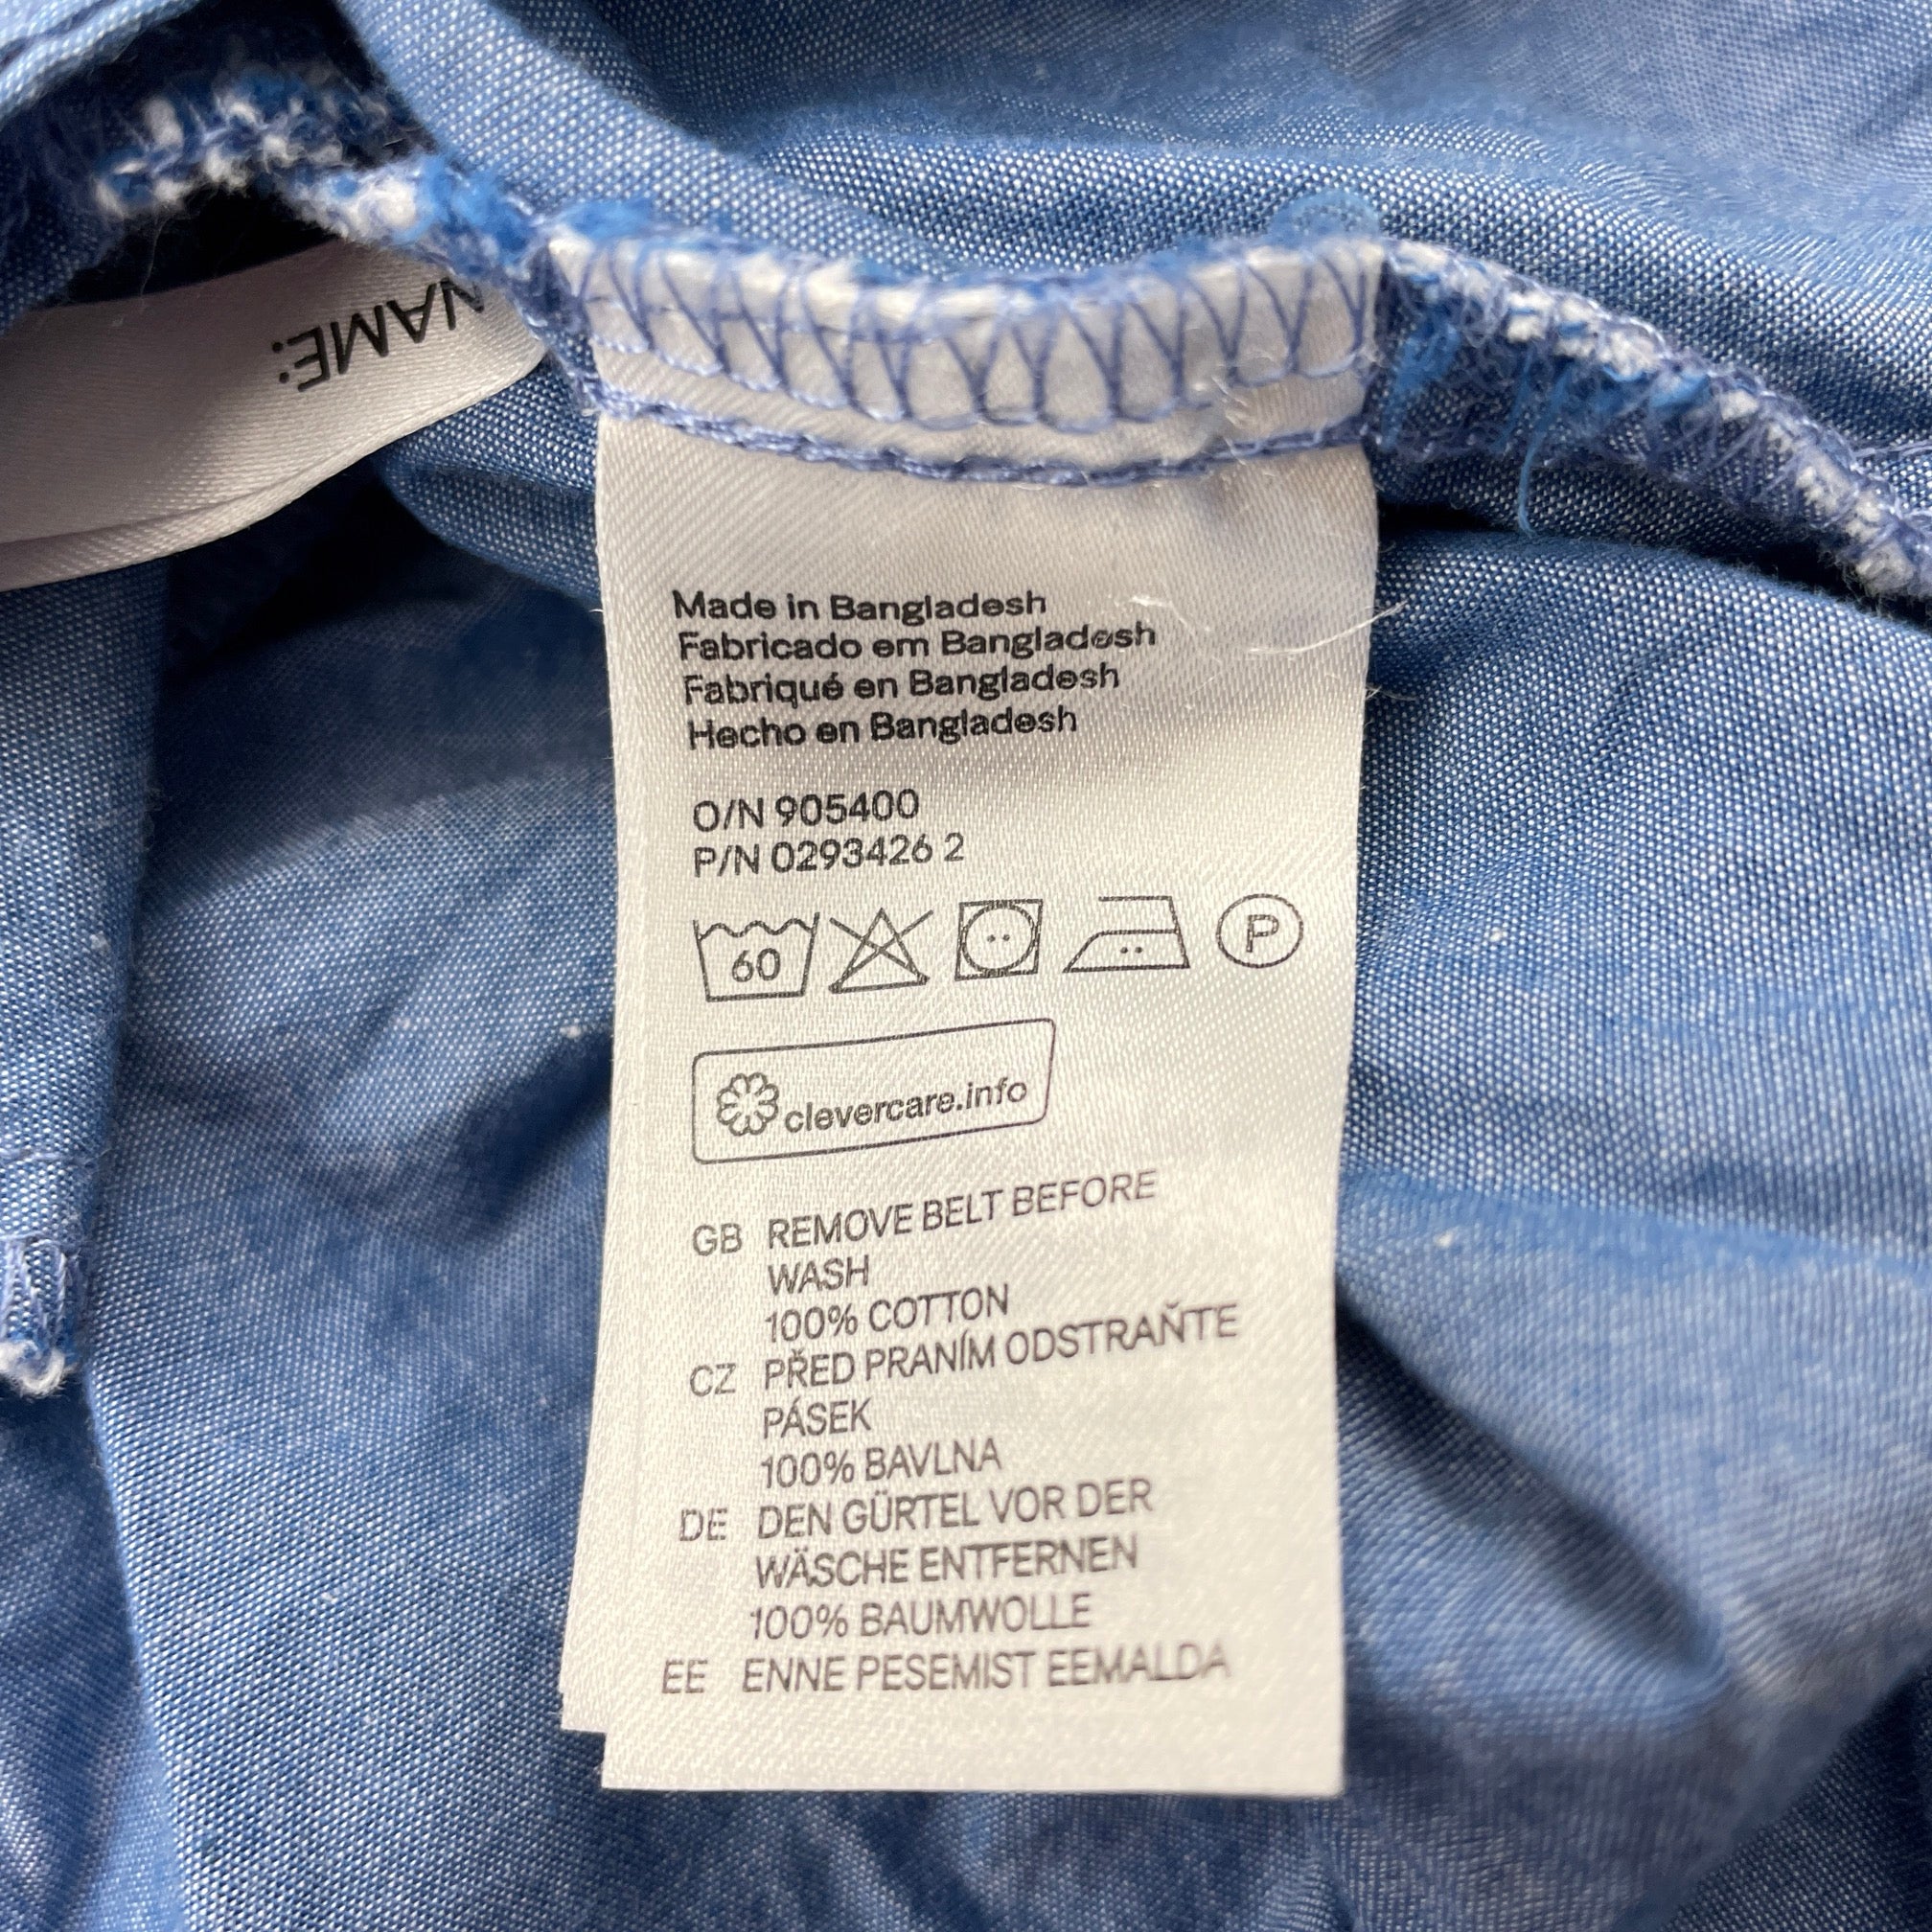 NAME:
Made in Bangladesh
Fabricado em Bangladesh
Fabriqué en Bangladesh
Hecho en Bangladesh
O/N 905400
P/N 0293426 2
60 P
clevercare.info
GB REMOVE BELT BEFORE
WASH
100% COTTON
CZ PŘED PRANÍM ODSTRAŇTE
PÁSEK
100% BAVLNA
DE DEN GÜRTEL VOR DER
WÄSCHE ENTFERNEN
100% BAUMWOLLE
EE ENNE PESEMIST EEMALDA